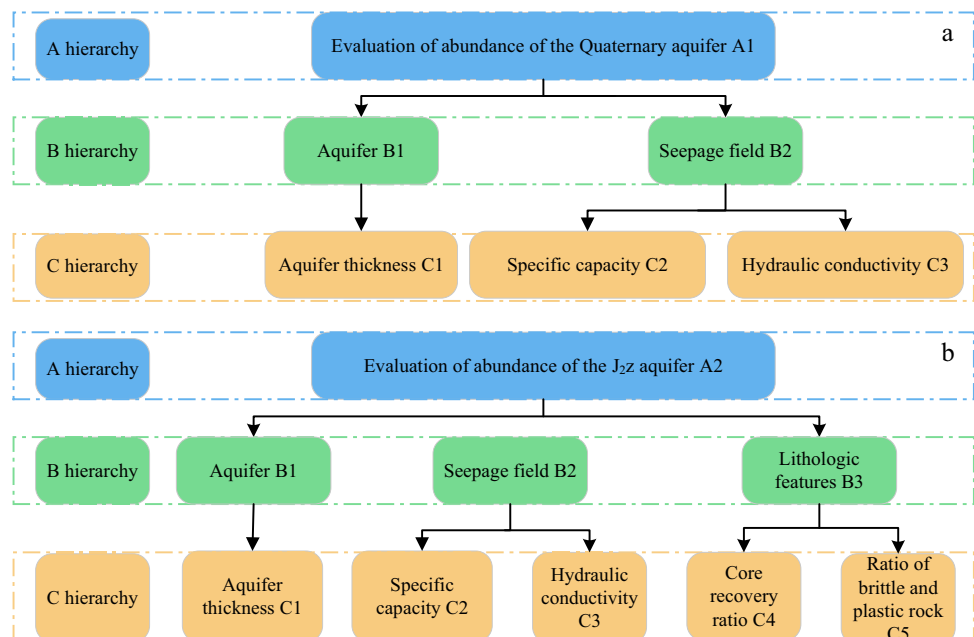 a
A hierarchy
Evaluation of abundance of the Quaternary aquifer A1
B hierarchy
Aquifer B1
Seepage field B2
C hierarchy
Aquifer thickness C1
Specific capacity C2
Hydraulic conductivity C3
b
A hierarchy
Evaluation of abundance of the J₂z aquifer A2
B hierarchy
Aquifer B1
Seepage field B2
Lithologic
features B3
C hierarchy
Aquifer
thickness C1
Specific
capacity C2
Hydraulic
conductivity
C3
Core
recovery
ratio C4
Ratio of
brittle and
plastic rock
C5